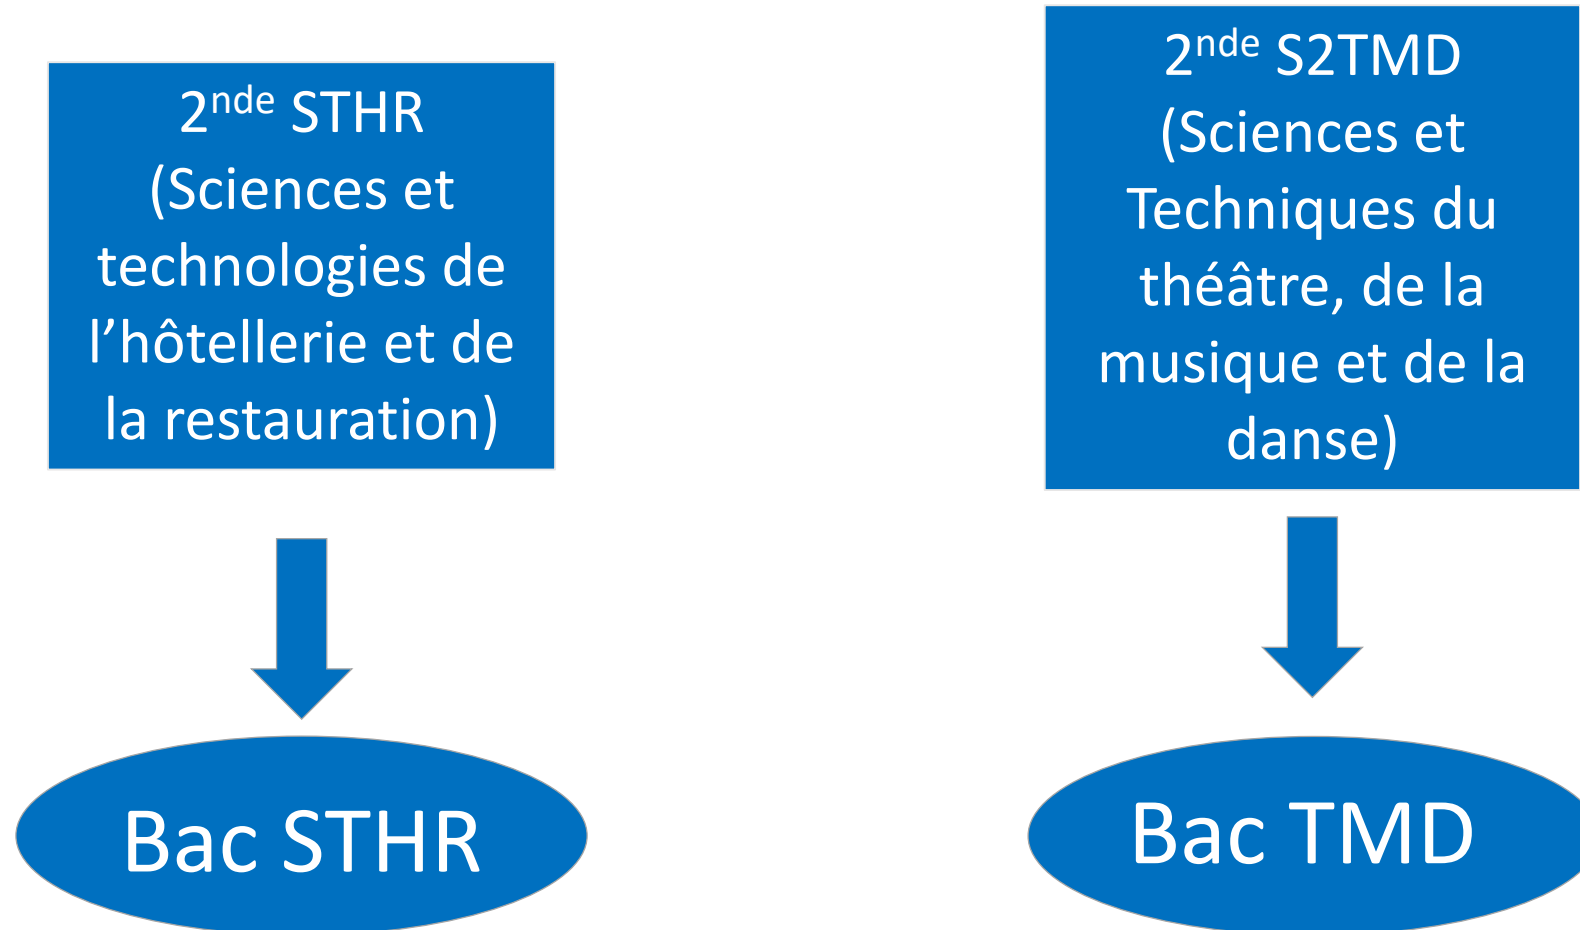 2nde STHR
(Sciences et
technologies de
l’hôtellerie et de
la restauration)
Bac STHR
2nde S2TMD
(Sciences et
Techniques du
théâtre, de la
musique et de la
danse)
Bac TMD